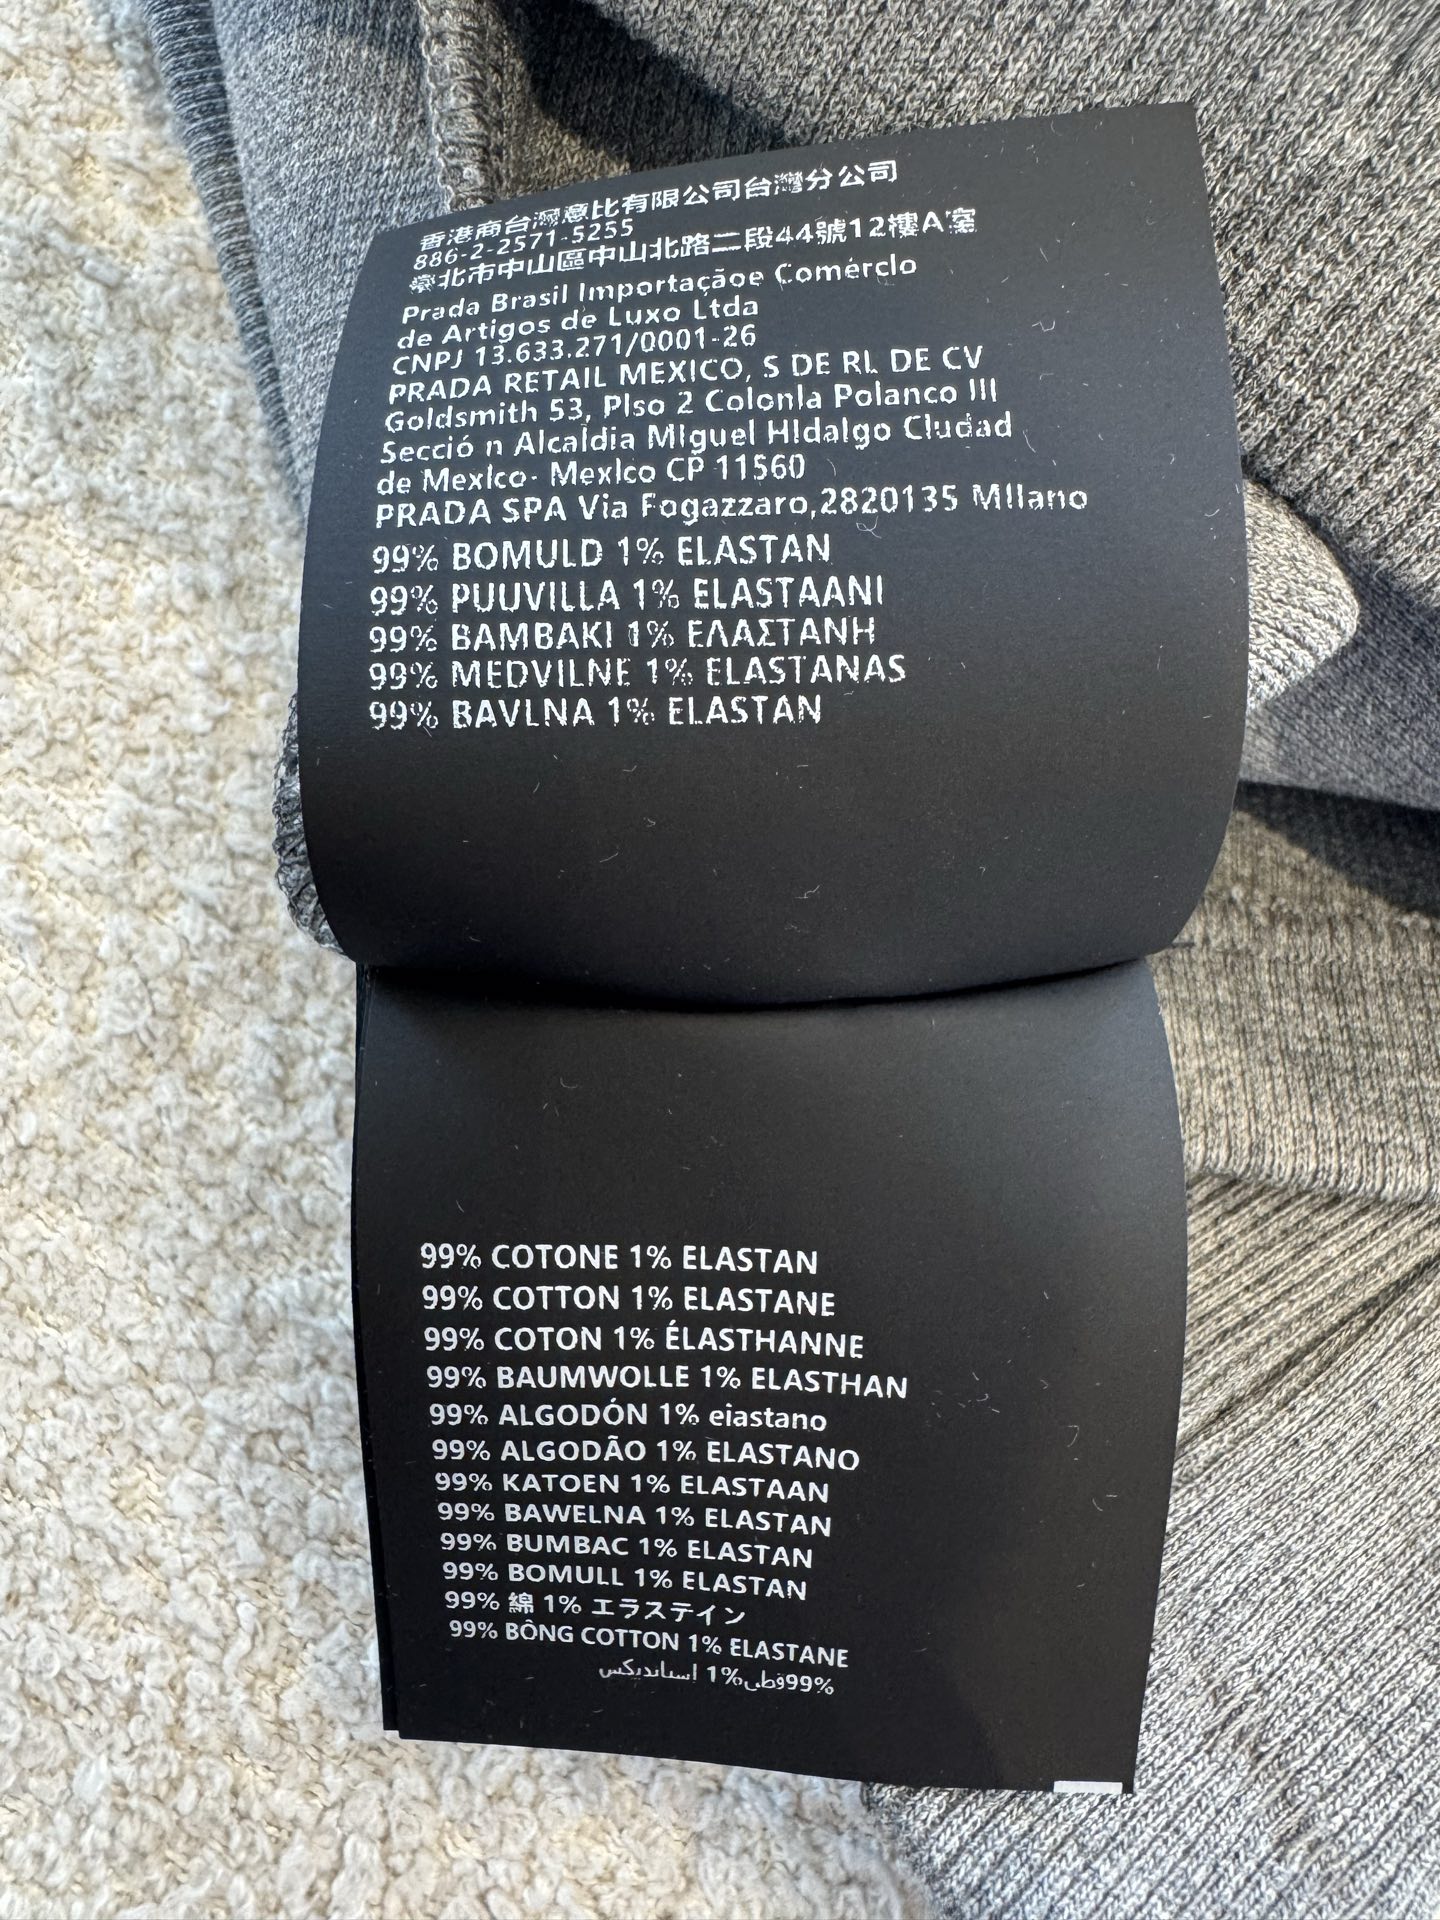 香港商台灣意比有限公司台灣分公司
886-2-2571-5255
臺北市中山區中山北路二段44號12樓A室
Prada Brasil Importaçãoe Comérclo
de Artigos de Luxo Ltda
CNPJ 13.633.271/0001-26
PRADA RETAIL MEXICO, S DE RL DE CV
Goldsmith 53, Plso 2 Colonla Polanco III
Secció n Alcaldia Mlguel Hldalgo Cludad
de Mexlco- Mexlco CP 11560
PRADA SPA Via Fogazzaro,2820135 Mllano
99% BOMULD 1% ELASTAN
99% PUUVILLA 1% ELASTAANI
99% BAMBAKI 1% ΕΛΑΣΤΑΝΗ
99% MEDVILNE 1% ELASTANAS
99% BAVLNA 1% ELASTAN
99% COTONE 1% ELASTAN
99% COTTON 1% ELASTANE
99% COTON 1% ÉLASTHANNE
99% BAUMWOLLE 1% ELASTHAN
99% ALGODÓN 1% eiastano
99% ALGODÃO 1% ELASTANO
99% KATOEN 1% ELASTAAN
99% BAWELNA 1% ELASTAN
99% BUMBAC 1% ELASTAN
99% BOMULL 1% ELASTAN
99% 綿 1% エラステイン
99% BÔNG COTTON 1% ELASTANE
99%قطن 1% اسبانديكس